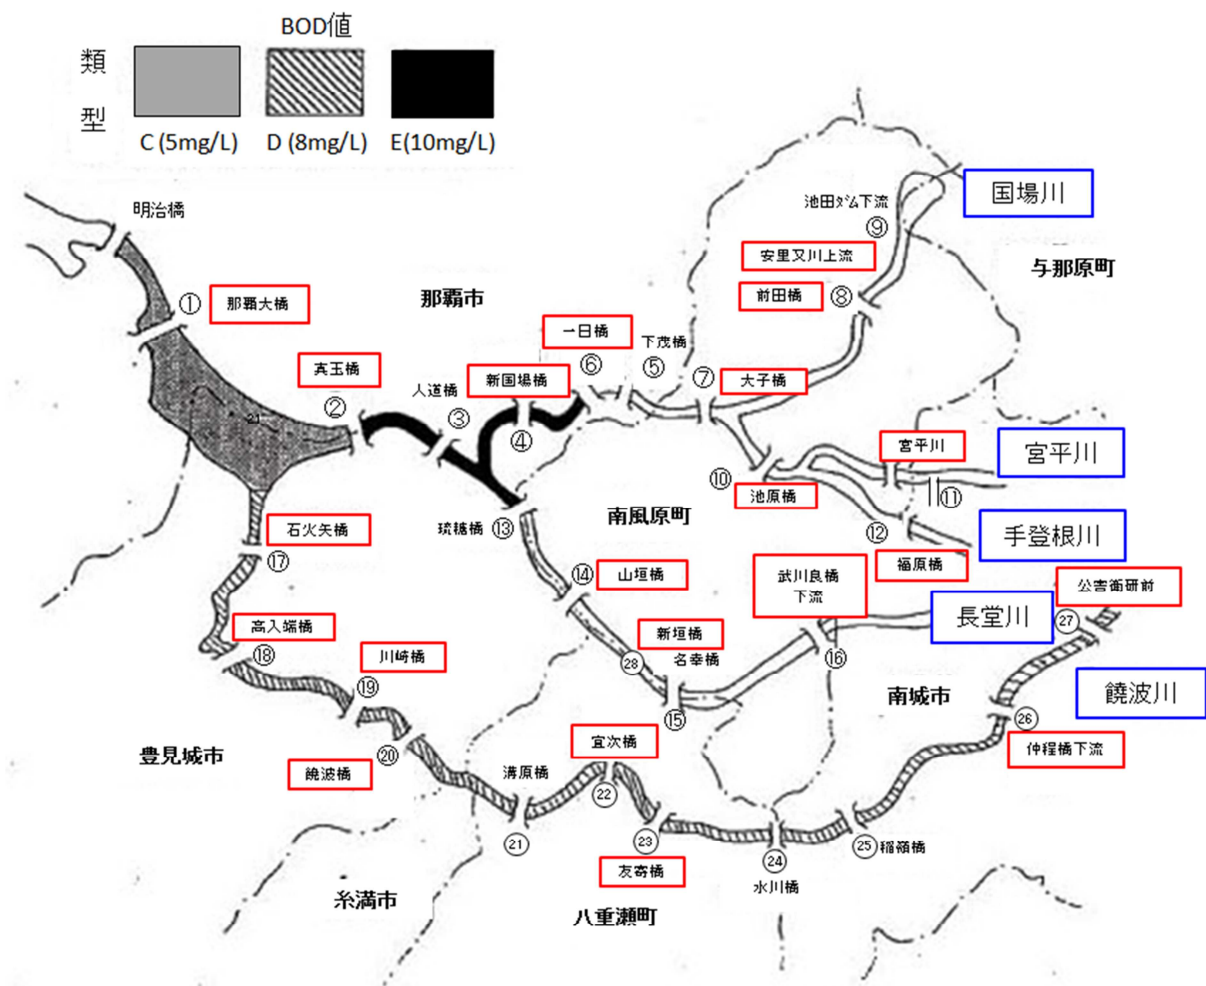 BOD値
類
型
C (5mg/L)
D (8mg/L)
E(10mg/L)
明治橋
①
那覇大橋
那覇市
真玉橋
②
人道橋
③
新国場橋
④
一日橋
⑥
下茂橋
⑤
⑦
大子橋
池田ダム下流
⑨
国場川
安里又川上流
前田橋
⑧
与那原町
21
宮平川
宮平川
⑩
池原橋
⑪
⑫
手登根川
福原橋
南風原町
琉糖橋
⑬
石火矢橋
⑰
⑭
山垣橋
武川良橋
下流
公害衛研前
㉗
長堂川
高入端橋
⑱
川崎橋
⑲
新垣橋
名幸橋
㉘
⑯
⑮
南城市
饒波川
㉖
仲程橋下流
豊見城市
⑳
饒波橋
宜次橋
溝原橋
㉒
㉑
㉓
友寄橋
㉔
水川橋
㉕
稲嶺橋
糸満市
八重瀬町